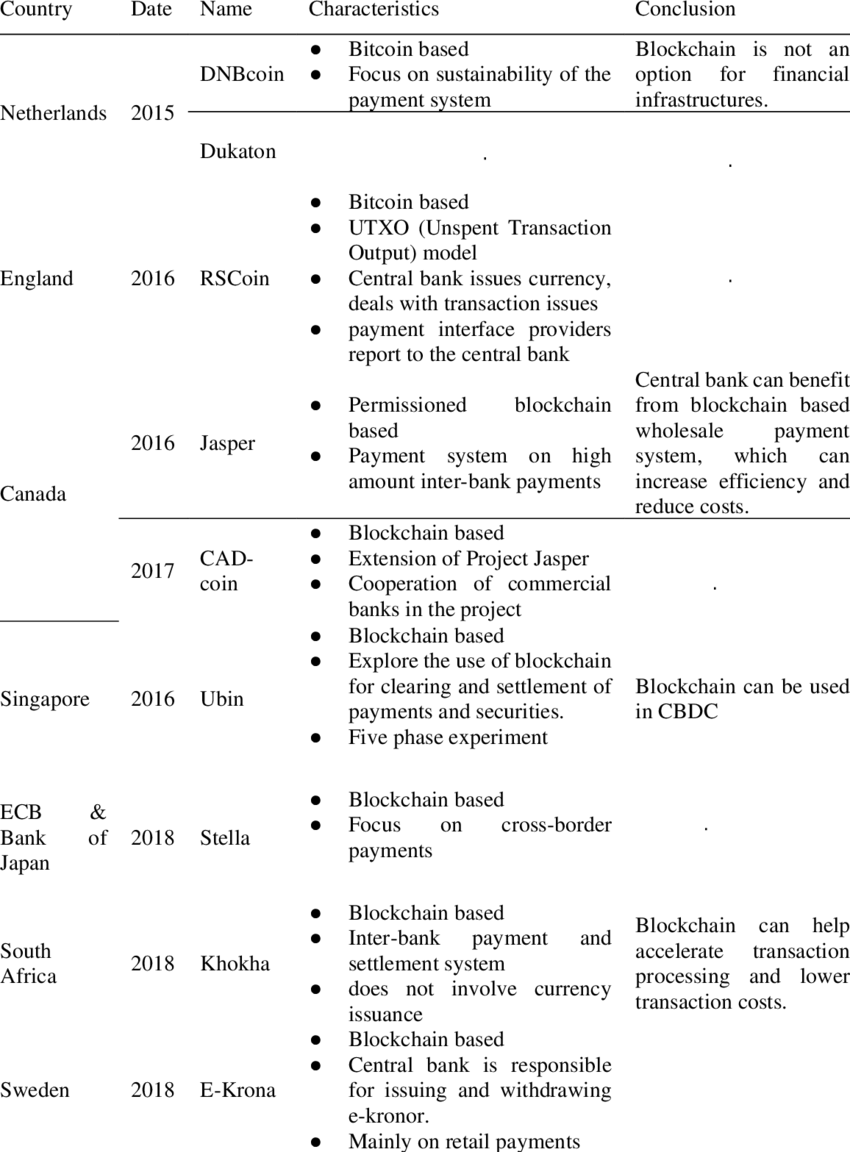 Country Date Name Characteristics Conclusion
Netherlands 2015
DNBcoin
● Bitcoin based
● Focus on sustainability of the
payment system
Blockchain is not an
option for financial
infrastructures.
Dukaton . .
England 2016 RSCoin
● Bitcoin based
● UTXO (Unspent Transaction
Output) model
● Central bank issues currency,
deals with transaction issues
● payment interface providers
report to the central bank
.
Canada
2016 Jasper
● Permissioned blockchain
based
● Payment system on high
amount inter-bank payments
Central bank can benefit
from blockchain based
wholesale payment
system, which can
increase efficiency and
reduce costs.
2017 CAD-
coin
● Blockchain based
● Extension of Project Jasper
● Cooperation of commercial
banks in the project
.
Singapore 2016 Ubin
● Blockchain based
● Explore the use of blockchain
for clearing and settlement of
payments and securities.
● Five phase experiment
Blockchain can be used
in CBDC
ECB &
Bank of
Japan
2018 Stella
● Blockchain based
● Focus on cross-border
payments
.
South
Africa
2018 Khokha
● Blockchain based
● Inter-bank payment and
settlement system
● does not involve currency
issuance
Blockchain can help
accelerate transaction
processing and lower
transaction costs.
Sweden 2018 E-Krona
● Blockchain based
● Central bank is responsible
for issuing and withdrawing
e-kronor.
● Mainly on retail payments